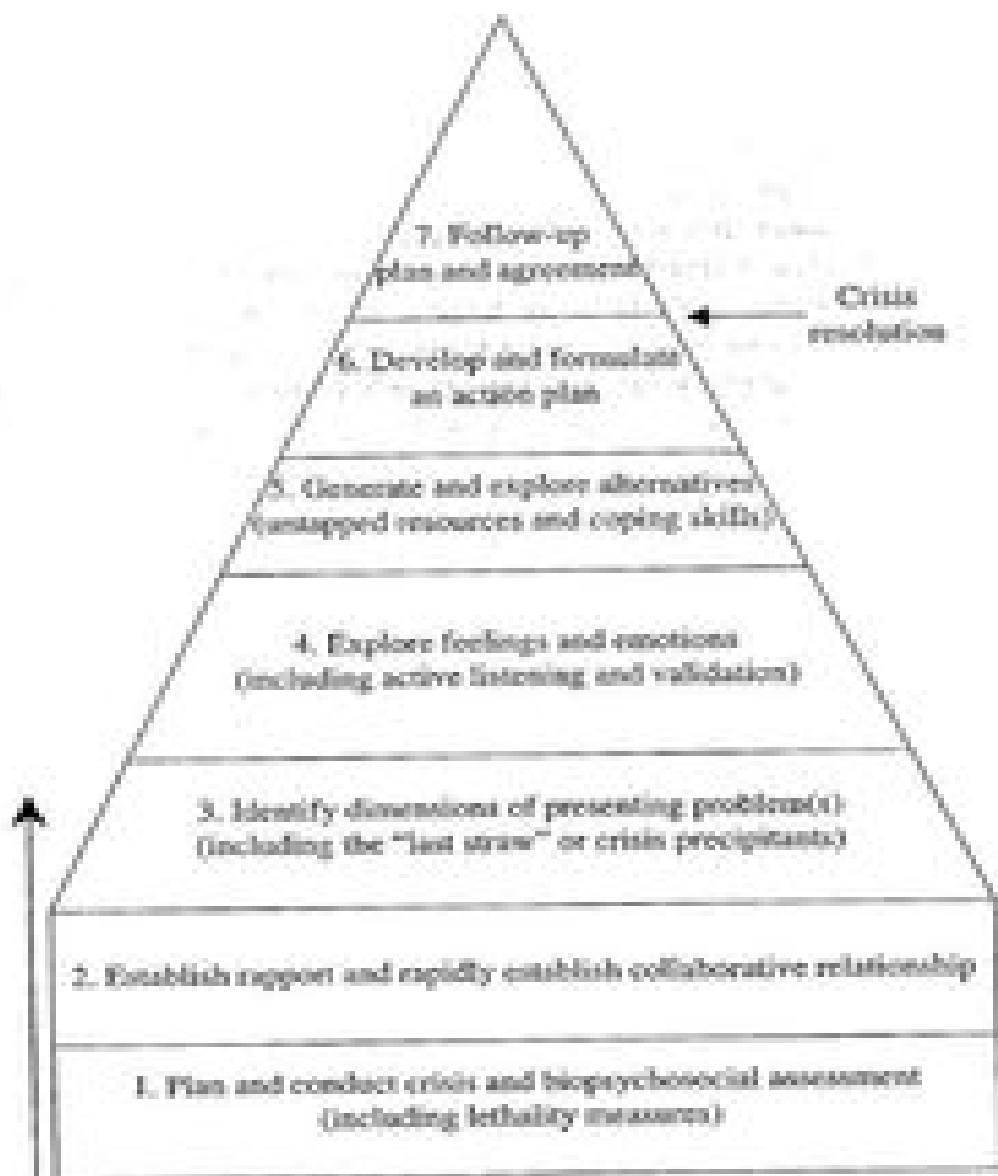 7. Follow-up
plan and agreement
Crisis
resolution
6. Develop and formulate
an action plan
5. Generate and explore alternatives
(untapped resources and coping skills)
4. Explore feelings and emotions
(including active listening and validation)
3. Identify dimensions of presenting problem(s)
(including the "last straw" or crisis precipitants)
2. Establish rapport and rapidly establish collaborative relationship
1. Plan and conduct crisis and biopsychosocial assessment
(including lethality measures)